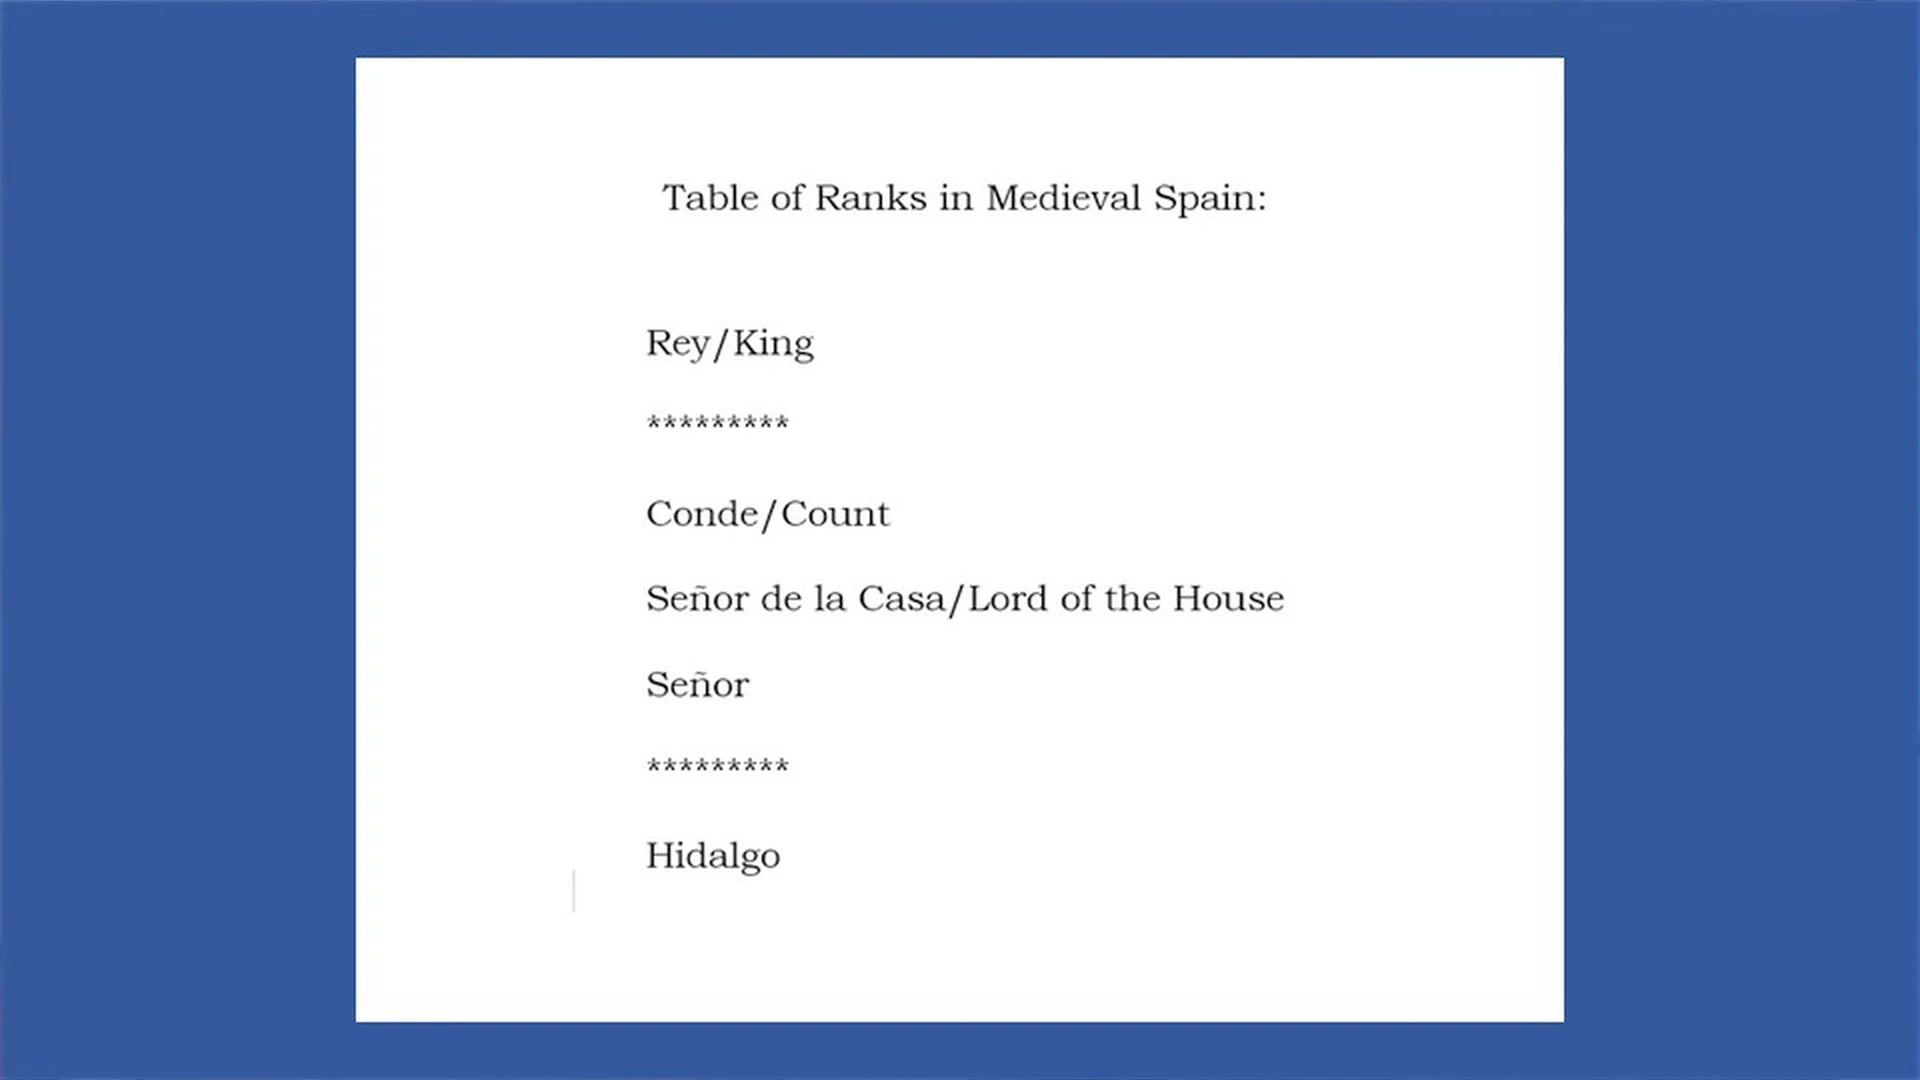 Table of Ranks in Medieval Spain:
Rey/King
*********
Conde/Count
Señor de la Casa/Lord of the House
Señor
*********
Hidalgo